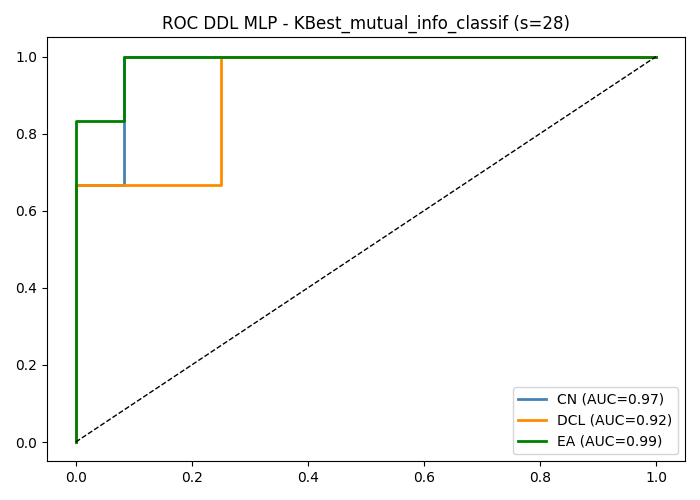 ROC DDL MLP - KBest_mutual_info_classif (s=28)
1.0
0.8
0.6
0.4
0.2
0.0
0.0 0.2 0.4 0.6 0.8 1.0
CN (AUC=0.97)
DCL (AUC=0.92)
EA (AUC=0.99)